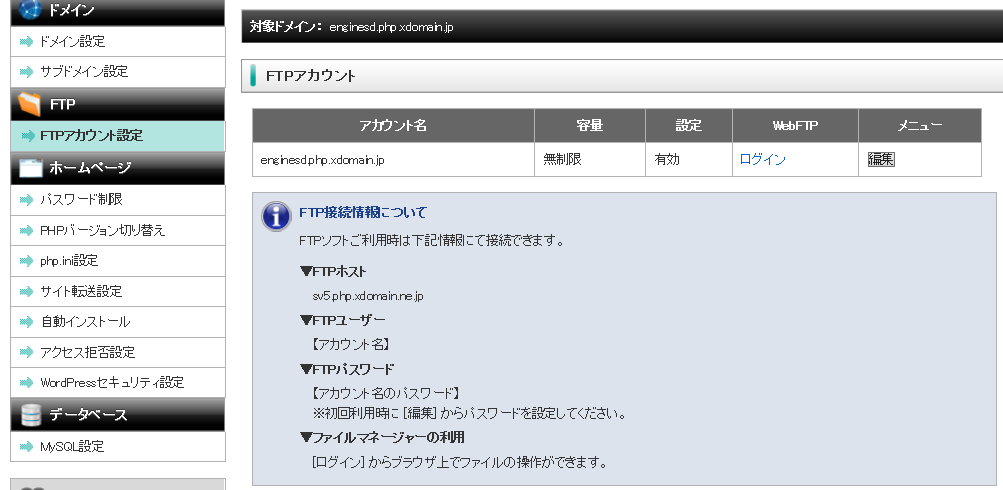 ドメイン
ドメイン設定
サブドメイン設定
FTP
FTPアカウント設定
ホームページ
パスワード制限
PHPバージョン切り替え
php.ini設定
サイト転送設定
自動インストール
アクセス拒否設定
WordPressセキュリティ設定
データベース
MySQL設定
対象ドメイン： enginesd.php.xdomain.jp
FTPアカウント
アカウント名 容量 設定 WebFTP メニュー
enginesd.php.xdomain.jp 無制限 有効 ログイン 編集
FTP接続情報について
FTPソフトご利用時は下記情報にて接続できます。
▼FTPホスト
sv5.php.xdomain.ne.jp
▼FTPユーザー
【アカウント名】
▼FTPパスワード
【アカウント名のパスワード】
※初回利用時に［編集］からパスワードを設定してください。
▼ファイルマネージャーの利用
［ログイン］からブラウザ上でファイルの操作ができます。